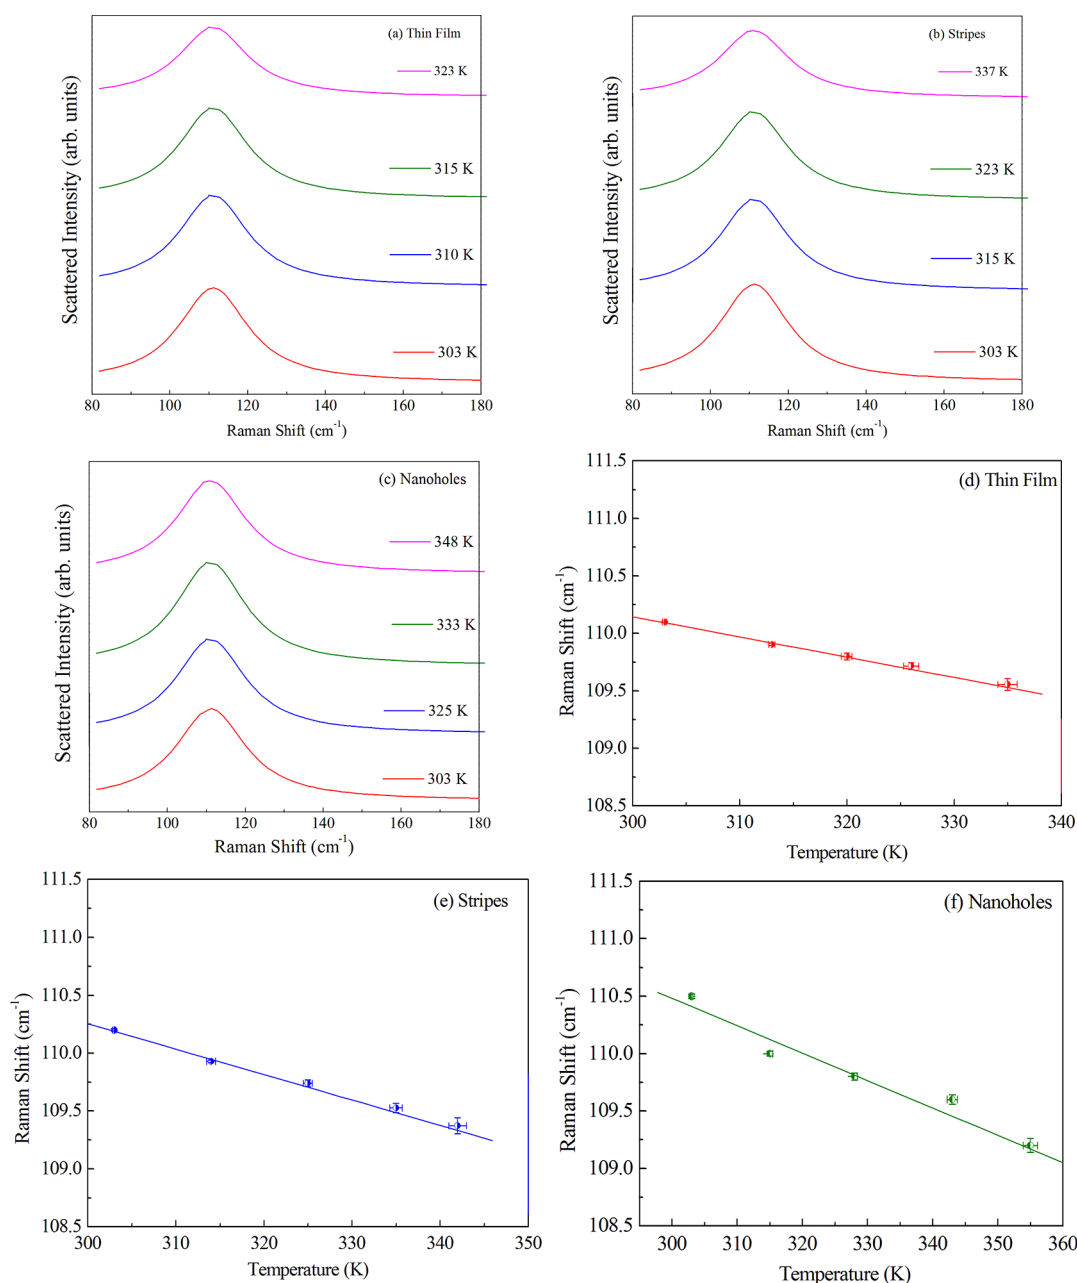 (a) Thin Film
323 K
315 K
310 K
303 K
Scattered Intensity (arb. units)
80 100 120 140 160 180
Raman Shift (cm⁻¹)
(b) Stripes
337 K
323 K
315 K
303 K
Scattered Intensity (arb. units)
80 100 120 140 160 180
Raman Shift (cm⁻¹)
(c) Nanoholes
348 K
333 K
325 K
303 K
Scattered Intensity (arb. units)
80 100 120 140 160 180
Raman Shift (cm⁻¹)
(d) Thin Film
111.5
111.0
110.5
110.0
109.5
109.0
108.5
Raman Shift (cm⁻¹)
300 310 320 330 340
Temperature (K)
(e) Stripes
111.5
111.0
110.5
110.0
109.5
109.0
108.5
Raman Shift (cm⁻¹)
300 310 320 330 340 350
Temperature (K)
(f) Nanoholes
111.5
111.0
110.5
110.0
109.5
109.0
108.5
Raman Shift (cm⁻¹)
300 310 320 330 340 350 360
Temperature (K)